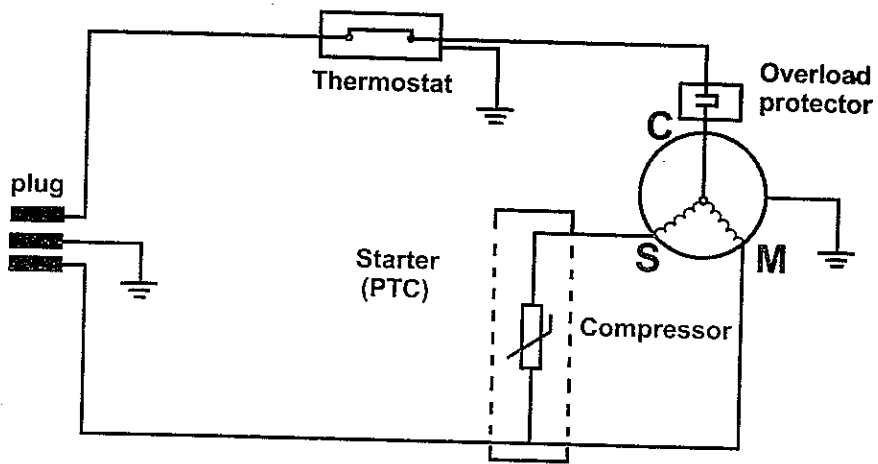 Thermostat
Overload
protector
C
plug
S
M
Starter
(PTC)
Compressor